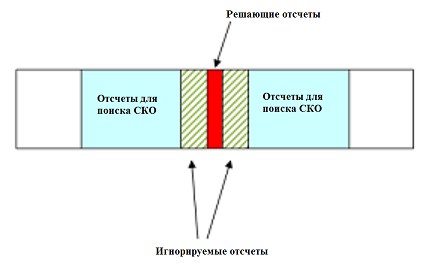 Решающие отсчеты
Отсчеты для
поиска СКО
Отсчеты для
поиска СКО
Игнорируемые отсчеты